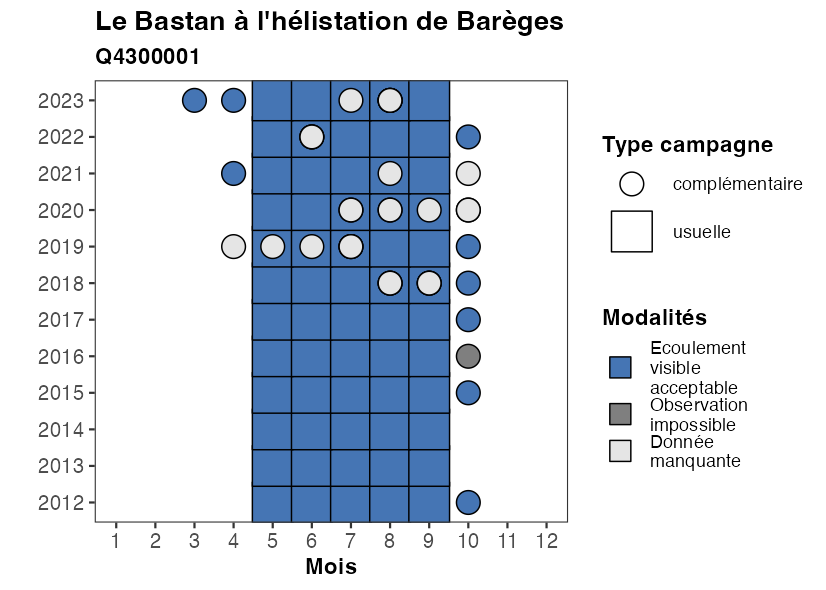 Le Bastan à l'hélistation de Barèges
Q4300001
2023
2022
2021
2020
2019
2018
2017
2016
2015
2014
2013
2012
1 2 3 4 5 6 7 8 9 10 11 12
Mois
Type campagne
complémentaire
usuelle
Modalités
Ecoulement
visible
acceptable
Observation
impossible
Donnée
manquante